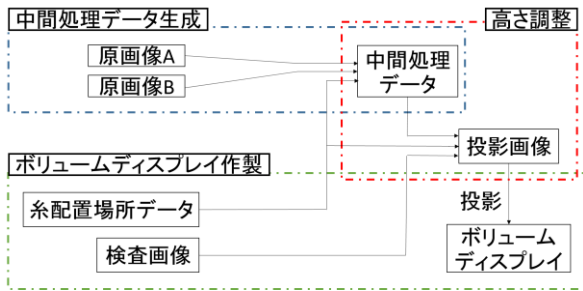 中間処理データ生成
高さ調整
原画像A
原画像B
中間処理
データ
投影画像
ボリュームディスプレイ作製
糸配置場所データ
検査画像
投影
ボリューム
ディスプレイ